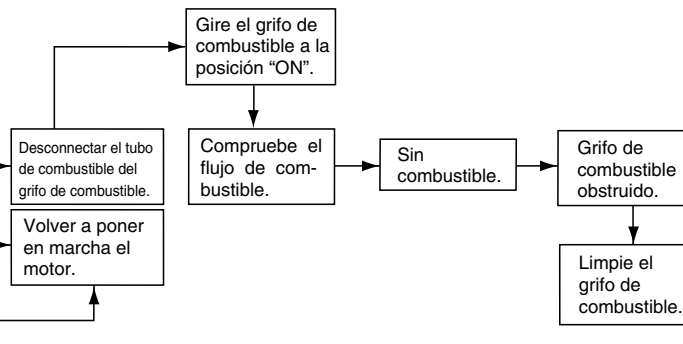 Gire el grifo de
combustible a la
posición “ON”.
Desconnectar el tubo
de combustible del
grifo de combustible.
Compruebe el
flujo de com-
bustible.
Sin
combustible.
Grifo de
combustible
obstruido.
Volver a poner
en marcha el
motor.
Limpie el
grifo de
combustible.